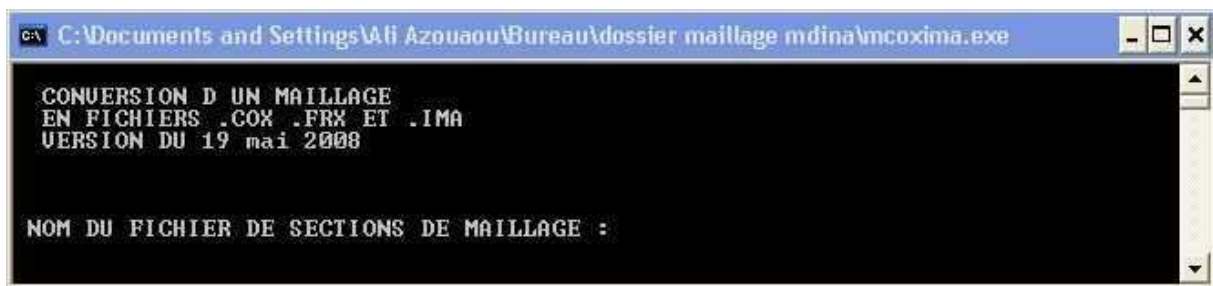 C:\Documents and Settings\Ali Azouaou\Bureau\dossier maillage mdina\mcoxima.exe
CONVERSION D UN MAILLAGE
EN FICHIERS .COX .FRX ET .IMA
VERSION DU 19 mai 2008
NOM DU FICHIER DE SECTIONS DE MAILLAGE :